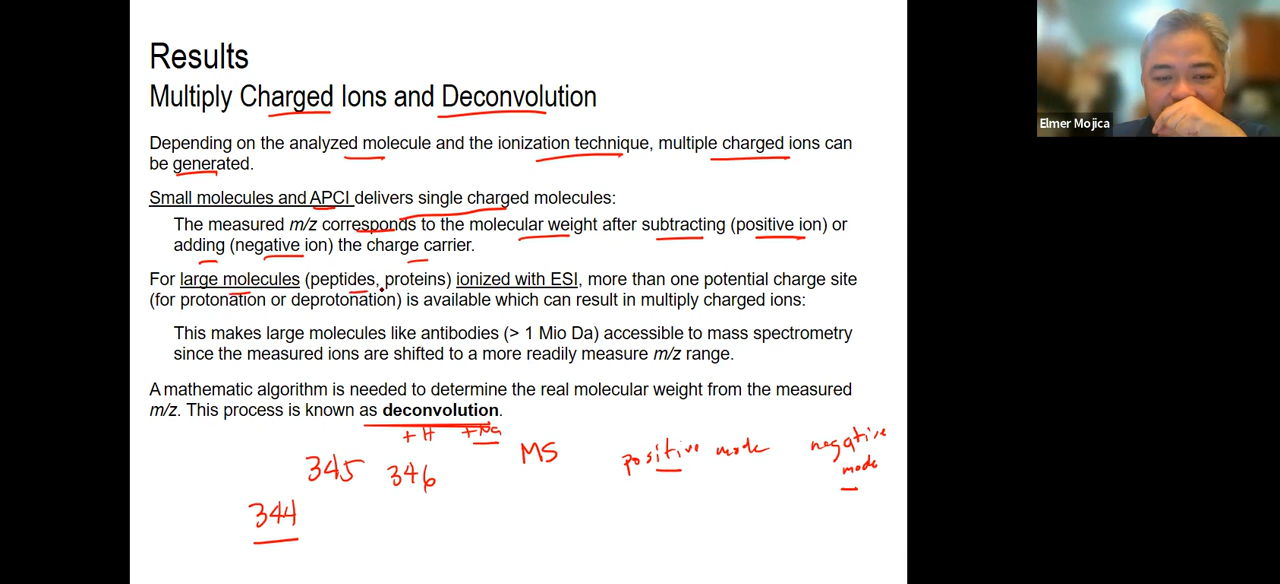 Results
Multiply Charged Ions and Deconvolution
Depending on the analyzed molecule and the ionization technique, multiple charged ions can
be generated.
Small molecules and APCI delivers single charged molecules:
The measured m/z corresponds to the molecular weight after subtracting (positive ion) or
adding (negative ion) the charge carrier.
For large molecules (peptides, proteins) ionized with ESI, more than one potential charge site
(for protonation or deprotonation) is available which can result in multiply charged ions:
This makes large molecules like antibodies (> 1 Mio Da) accessible to mass spectrometry
since the measured ions are shifted to a more readily measure m/z range.
A mathematic algorithm is needed to determine the real molecular weight from the measured
m/z. This process is known as deconvolution.
+H +Na
345 346 MS positive mode negative
mode
344
Elmer Mojica